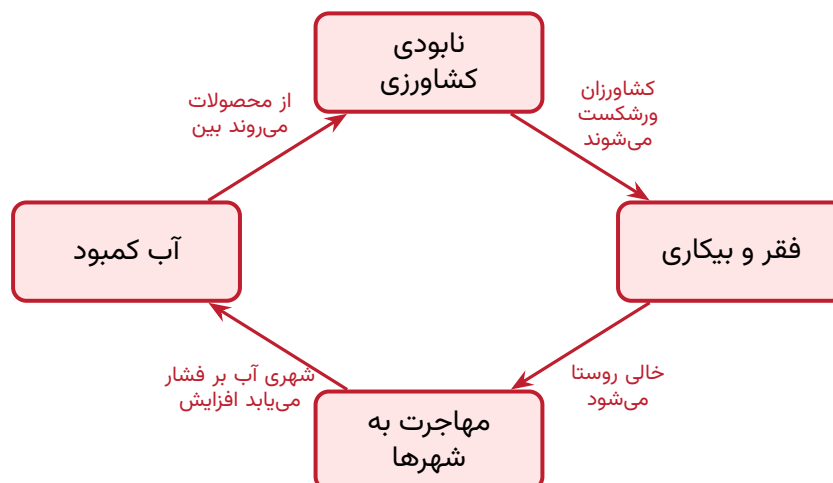 نابودی
کشاورزی
از محصولات
می‌روند بین
کشاورزان
ورشکست
می‌شوند
آب کمبود
فقر و بیکاری
شهری آب بر فشار
می‌یابد افزایش
خالی روستا
می‌شود
مهاجرت به
شهرها